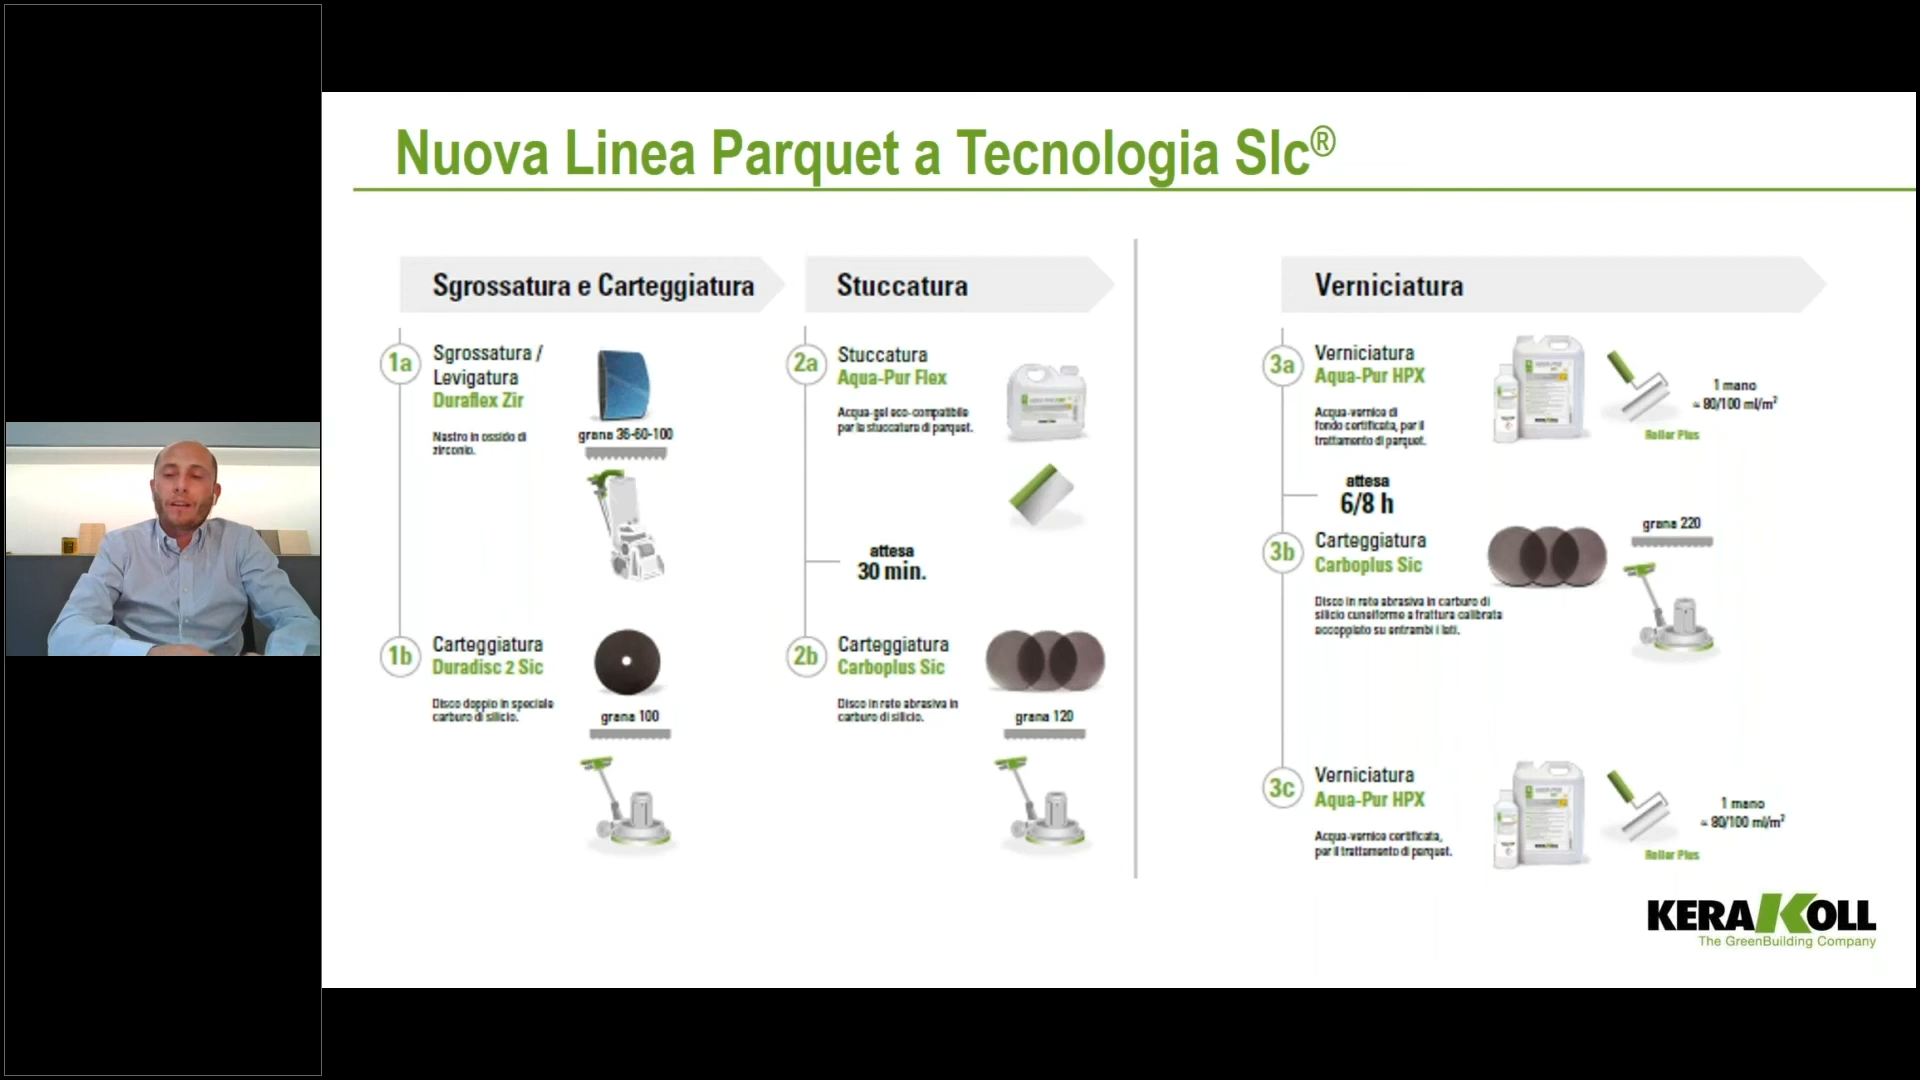 Nuova Linea Parquet a Tecnologia Slc®
Sgrossatura e Carteggiatura
1a
Sgrossatura /
Levigatura
Duraflex Zir
Nastro in ossido di
zirconio.
grana 36-60-100
1b
Carteggiatura
Duradisc 2 Sic
Disco doppio in speciale
carburo di silicio.
grana 100
Stuccatura
2a
Stuccatura
Aqua-Pur Flex
Acqua-gel eco-compatibile
per la stuccatura di parquet.
attesa
30 min.
2b
Carteggiatura
Carboplus Sic
Disco in rete abrasiva in
carburo di silicio.
grana 120
Verniciatura
3a
Verniciatura
Aqua-Pur HPX
Acqua-vernice di
fondo certificata, per il
trattamento di parquet.
1 mano
≈ 80/100 ml/m²
Roller Plus
attesa
6/8 h
3b
Carteggiatura
Carboplus Sic
Disco in rete abrasiva in carburo di
silicio cuneiforme a frattura calibrata
accoppiato su entrambi i lati.
grana 220
3c
Verniciatura
Aqua-Pur HPX
Acqua-vernice certificata,
per il trattamento di parquet.
1 mano
≈ 80/100 ml/m²
Roller Plus
KERAKOLL
The GreenBuilding Company